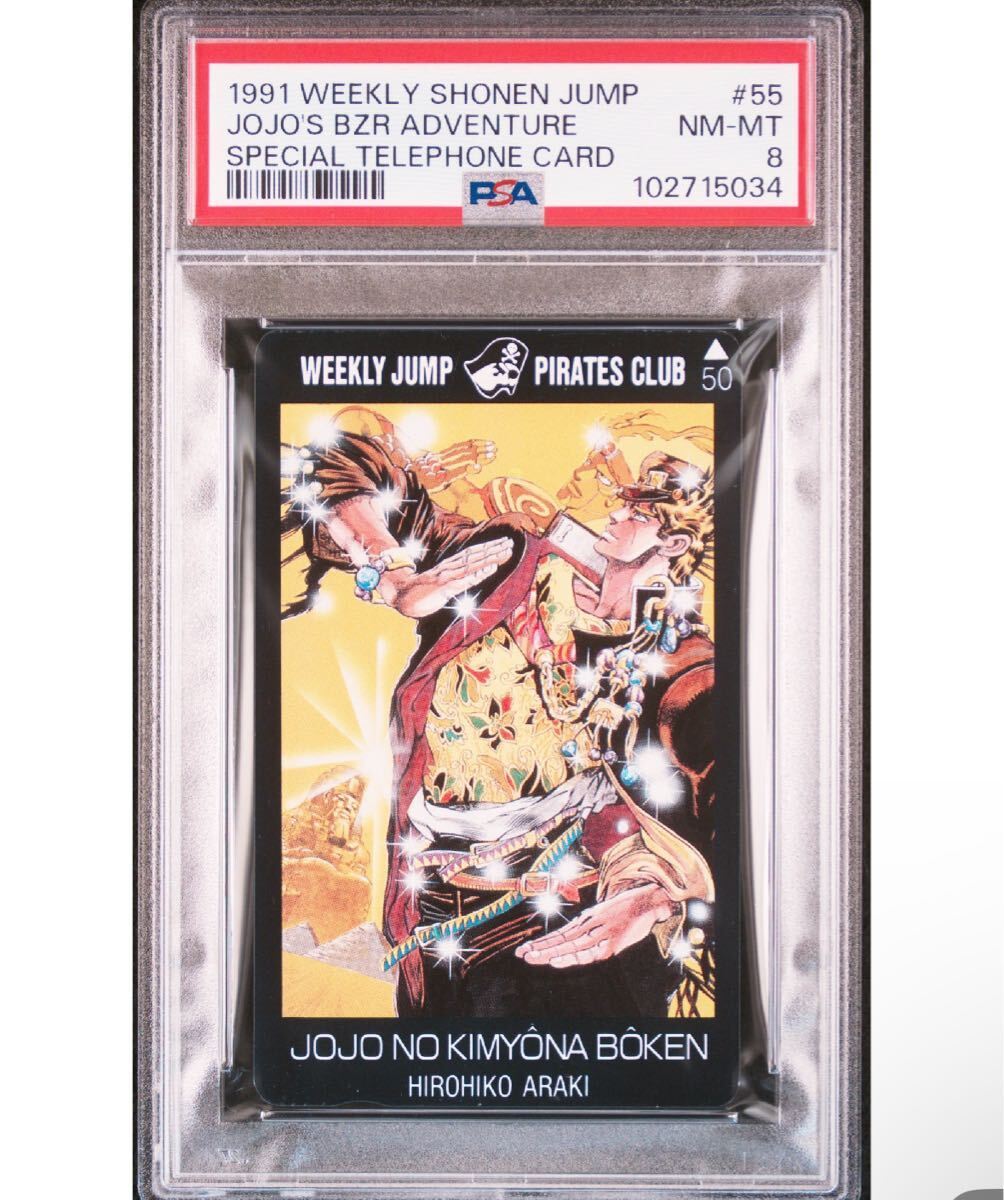 1991 WEEKLY SHONEN JUMP #55
JOJO'S BZR ADVENTURE NM-MT
SPECIAL TELEPHONE CARD 8
PSA 102715034
WEEKLY JUMP PIRATES CLUB 50
JOJO NO KIMYÔNA BÔKEN
HIROHIKO ARAKI